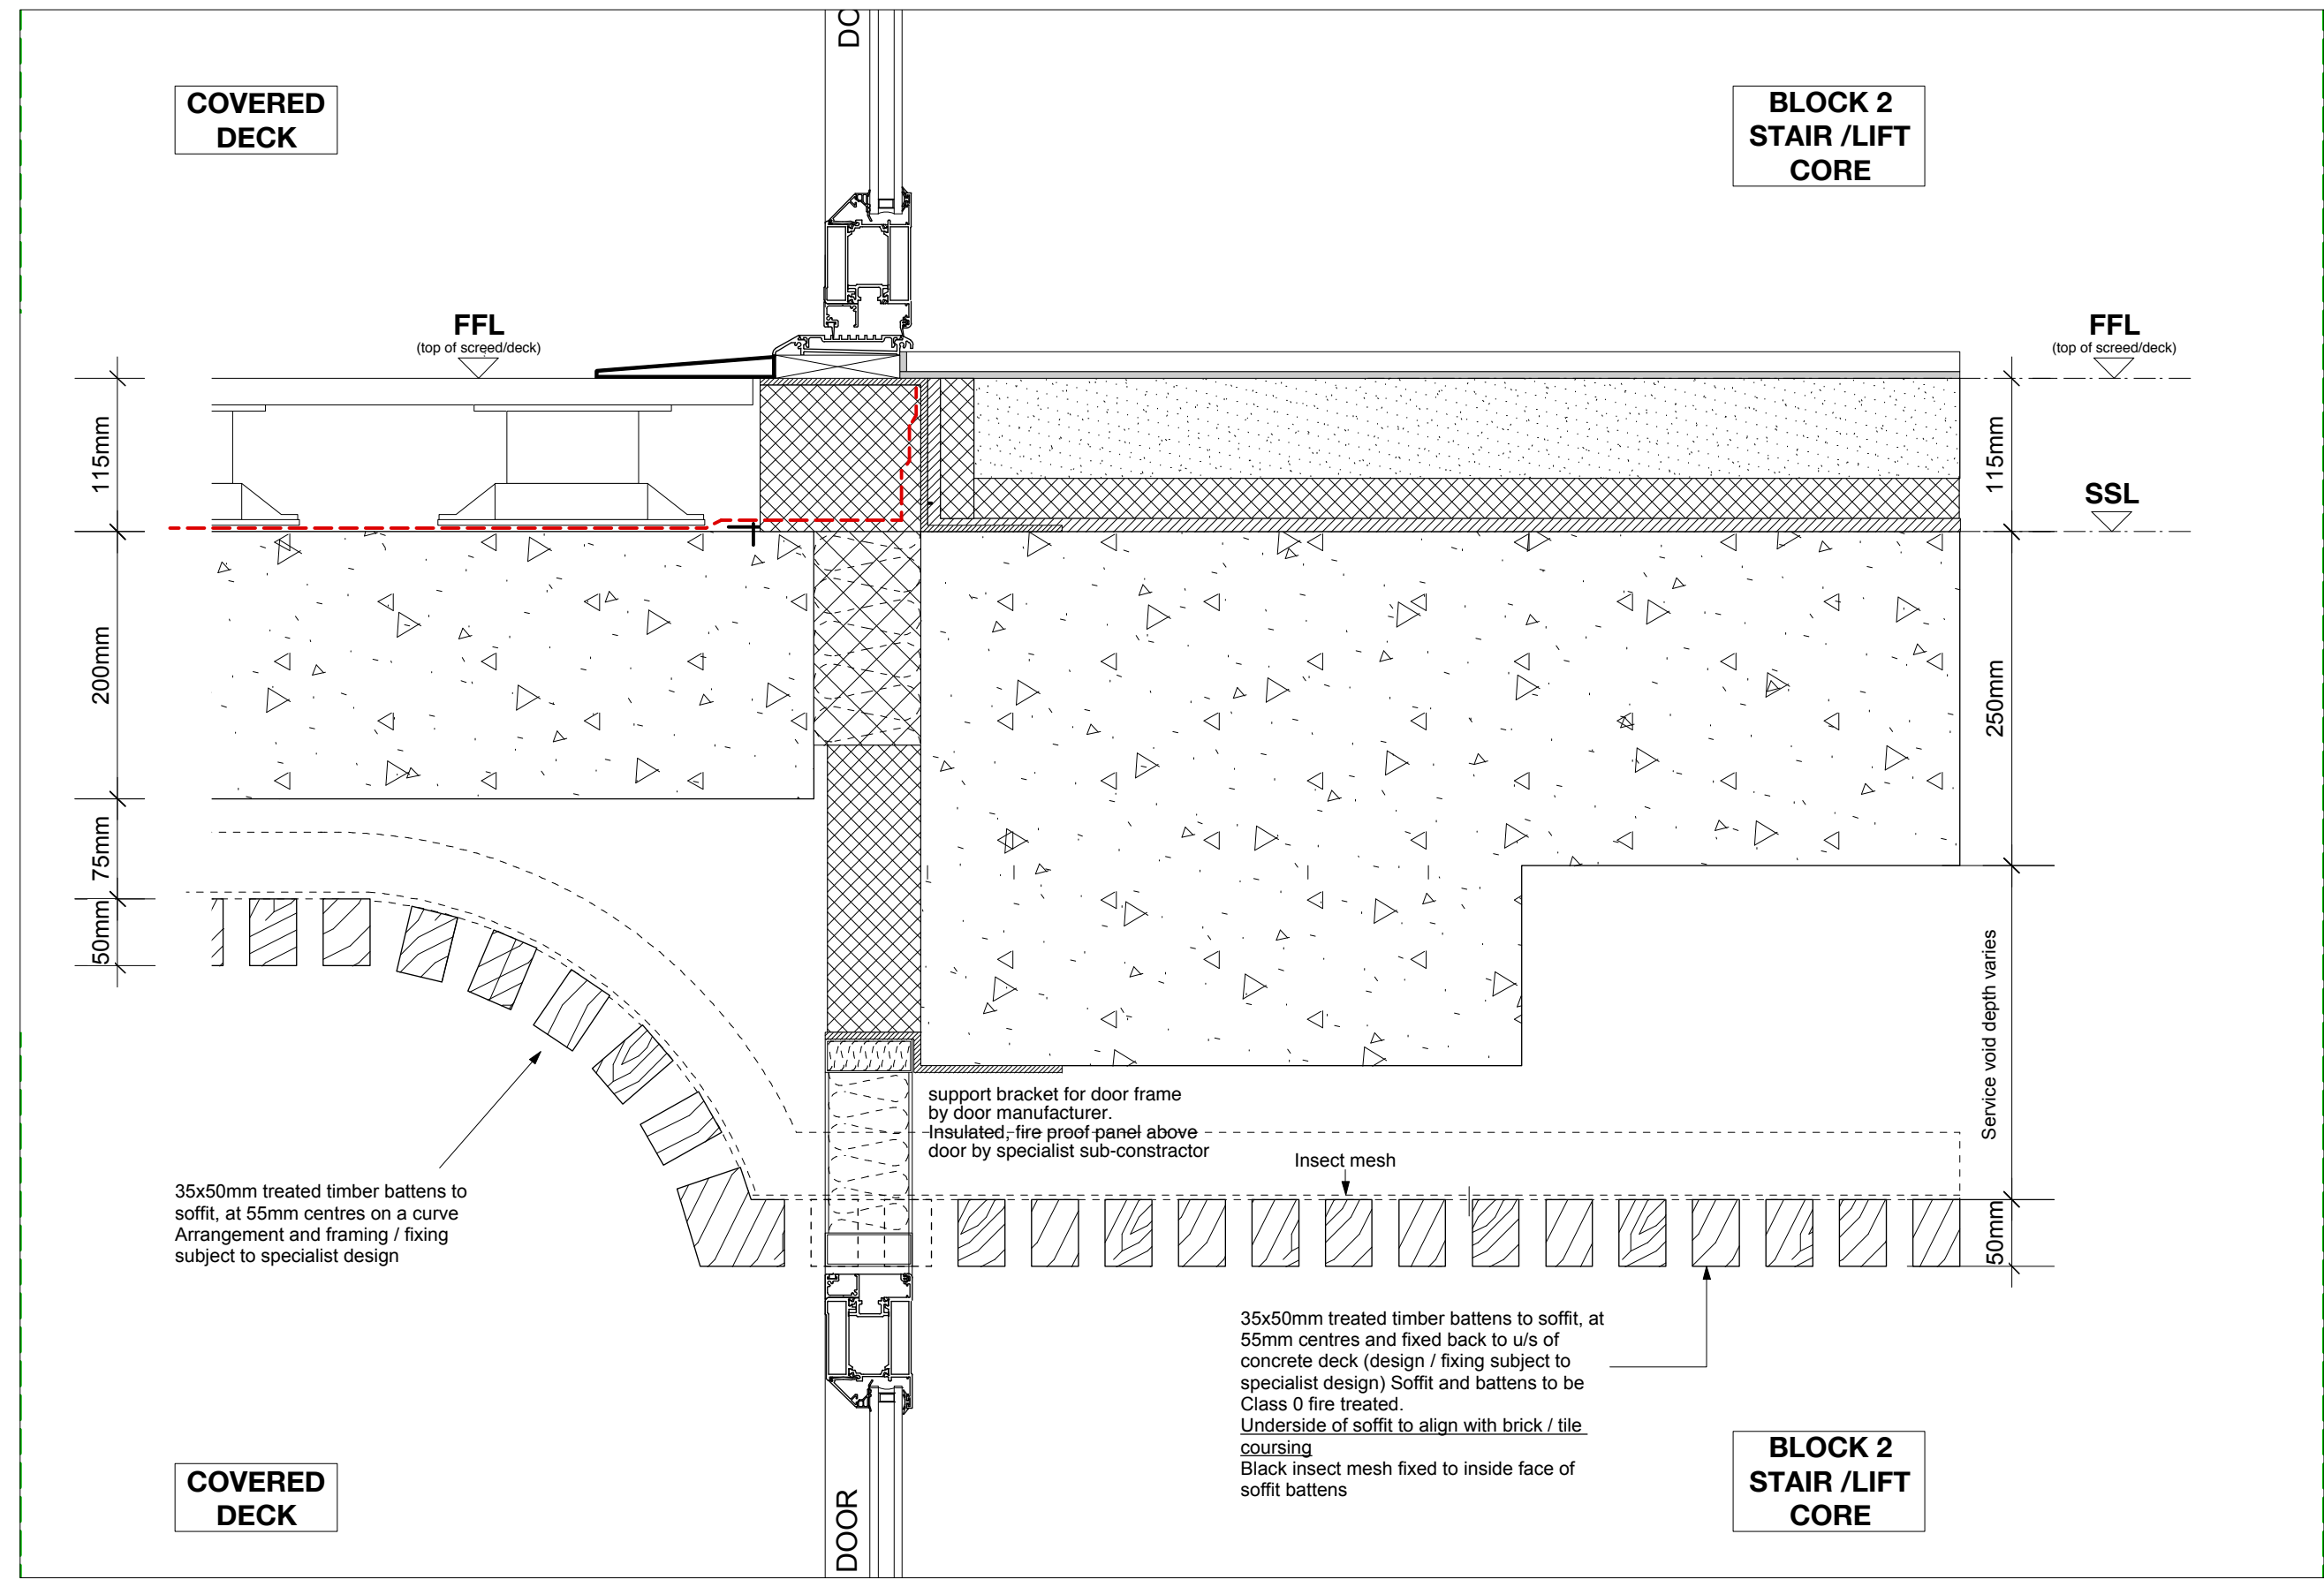 DO
COVERED
DECK
BLOCK 2
STAIR /LIFT
CORE
FFL
(top of screed/deck)
FFL
(top of screed/deck)
115mm
115mm
SSL
200mm
250mm
75mm
50mm
Service void depth varies
support bracket for door frame
by door manufacturer.
Insulated, fire proof panel above
door by specialist sub-constractor
Insect mesh
35x50mm treated timber battens to
soffit, at 55mm centres on a curve
Arrangement and framing / fixing
subject to specialist design
50mm
35x50mm treated timber battens to soffit, at
55mm centres and fixed back to u/s of
concrete deck (design / fixing subject to
specialist design) Soffit and battens to be
Class 0 fire treated.
Underside of soffit to align with brick / tile
coursing
Black insect mesh fixed to inside face of
soffit battens
COVERED
DECK
DOOR
BLOCK 2
STAIR /LIFT
CORE